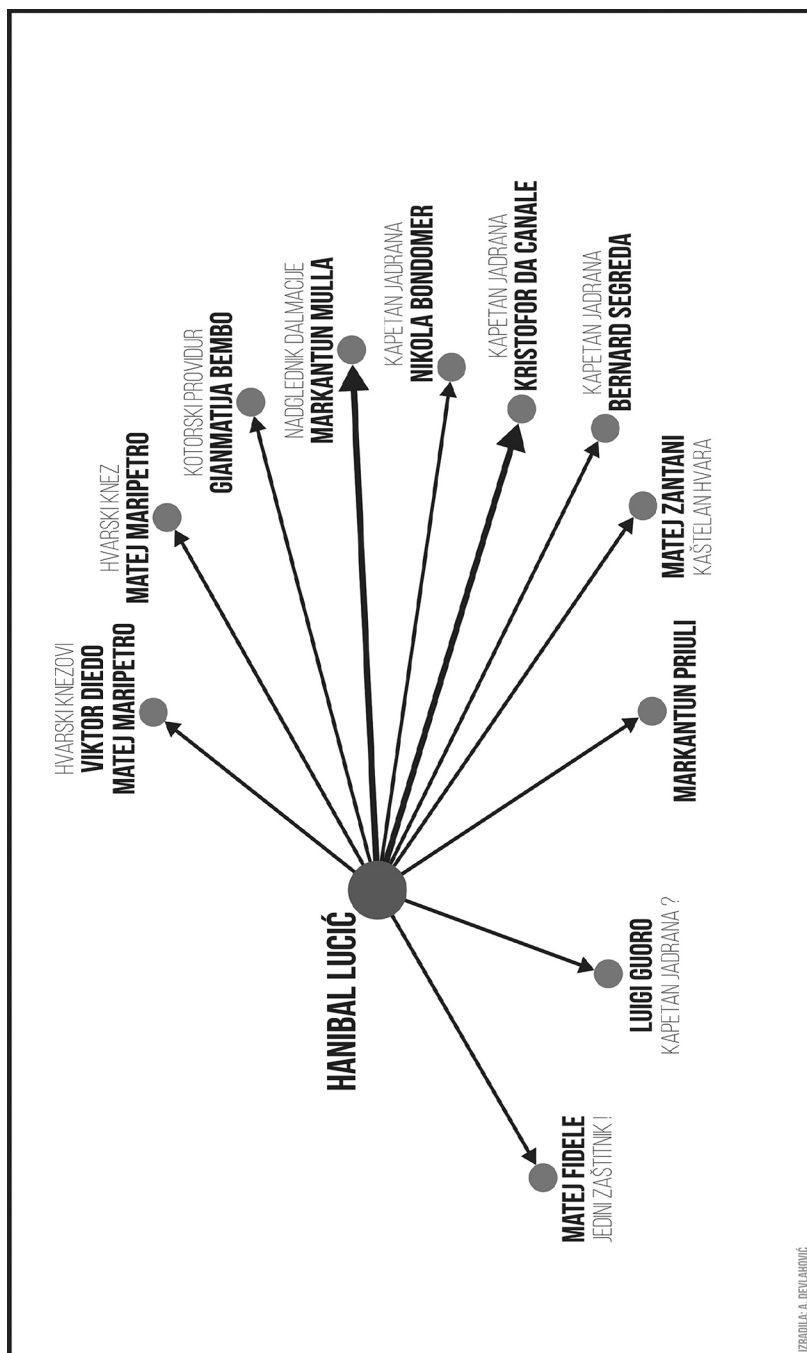 HVARSKI KNEZOVI
VIKTOR DIEDO
MATEJ MARIPETRO
HVARSKI KNEZ
MATEJ MARIPETRO
KOTORSKI PROVIDUR
GIANMATIJA BEMBO
NADGLEDNIK DALMACIJE
MARKANTUN MULLA
KAPETAN JADRANA
NIKOLA BONDOMER
KAPETAN JADRANA
KRISTOFOR DA CANALE
KAPETAN JADRANA
BERNARD SEGREDA
MATEJ ZANTANI
KAŠTELAN HVARA
MARKANTUN PRIULI
LUIGI GUORO
KAPETAN JADRANA ?
MATEJ FIDELE
JEDINI ZAŠTITNIK !
HANIBAL LUCIĆ
IZRADILA: A. DEVLAHOVIĆ